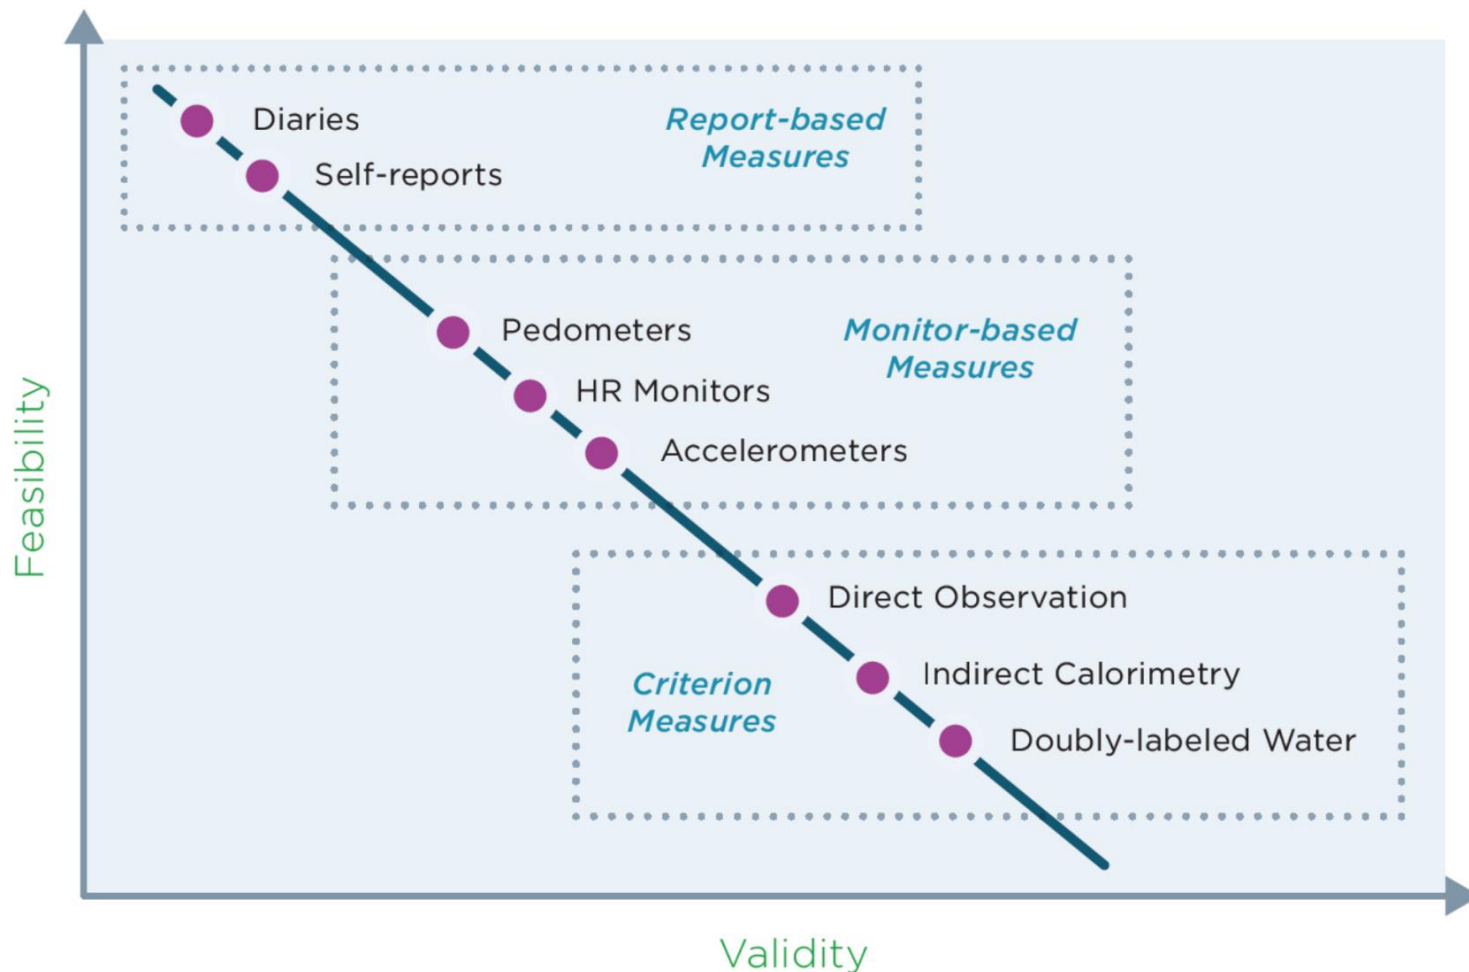 Diaries
Self-reports
Report-based
Measures
Pedometers
HR Monitors
Accelerometers
Monitor-based
Measures
Direct Observation
Indirect Calorimetry
Doubly-labeled Water
Criterion
Measures
Feasibility
Validity